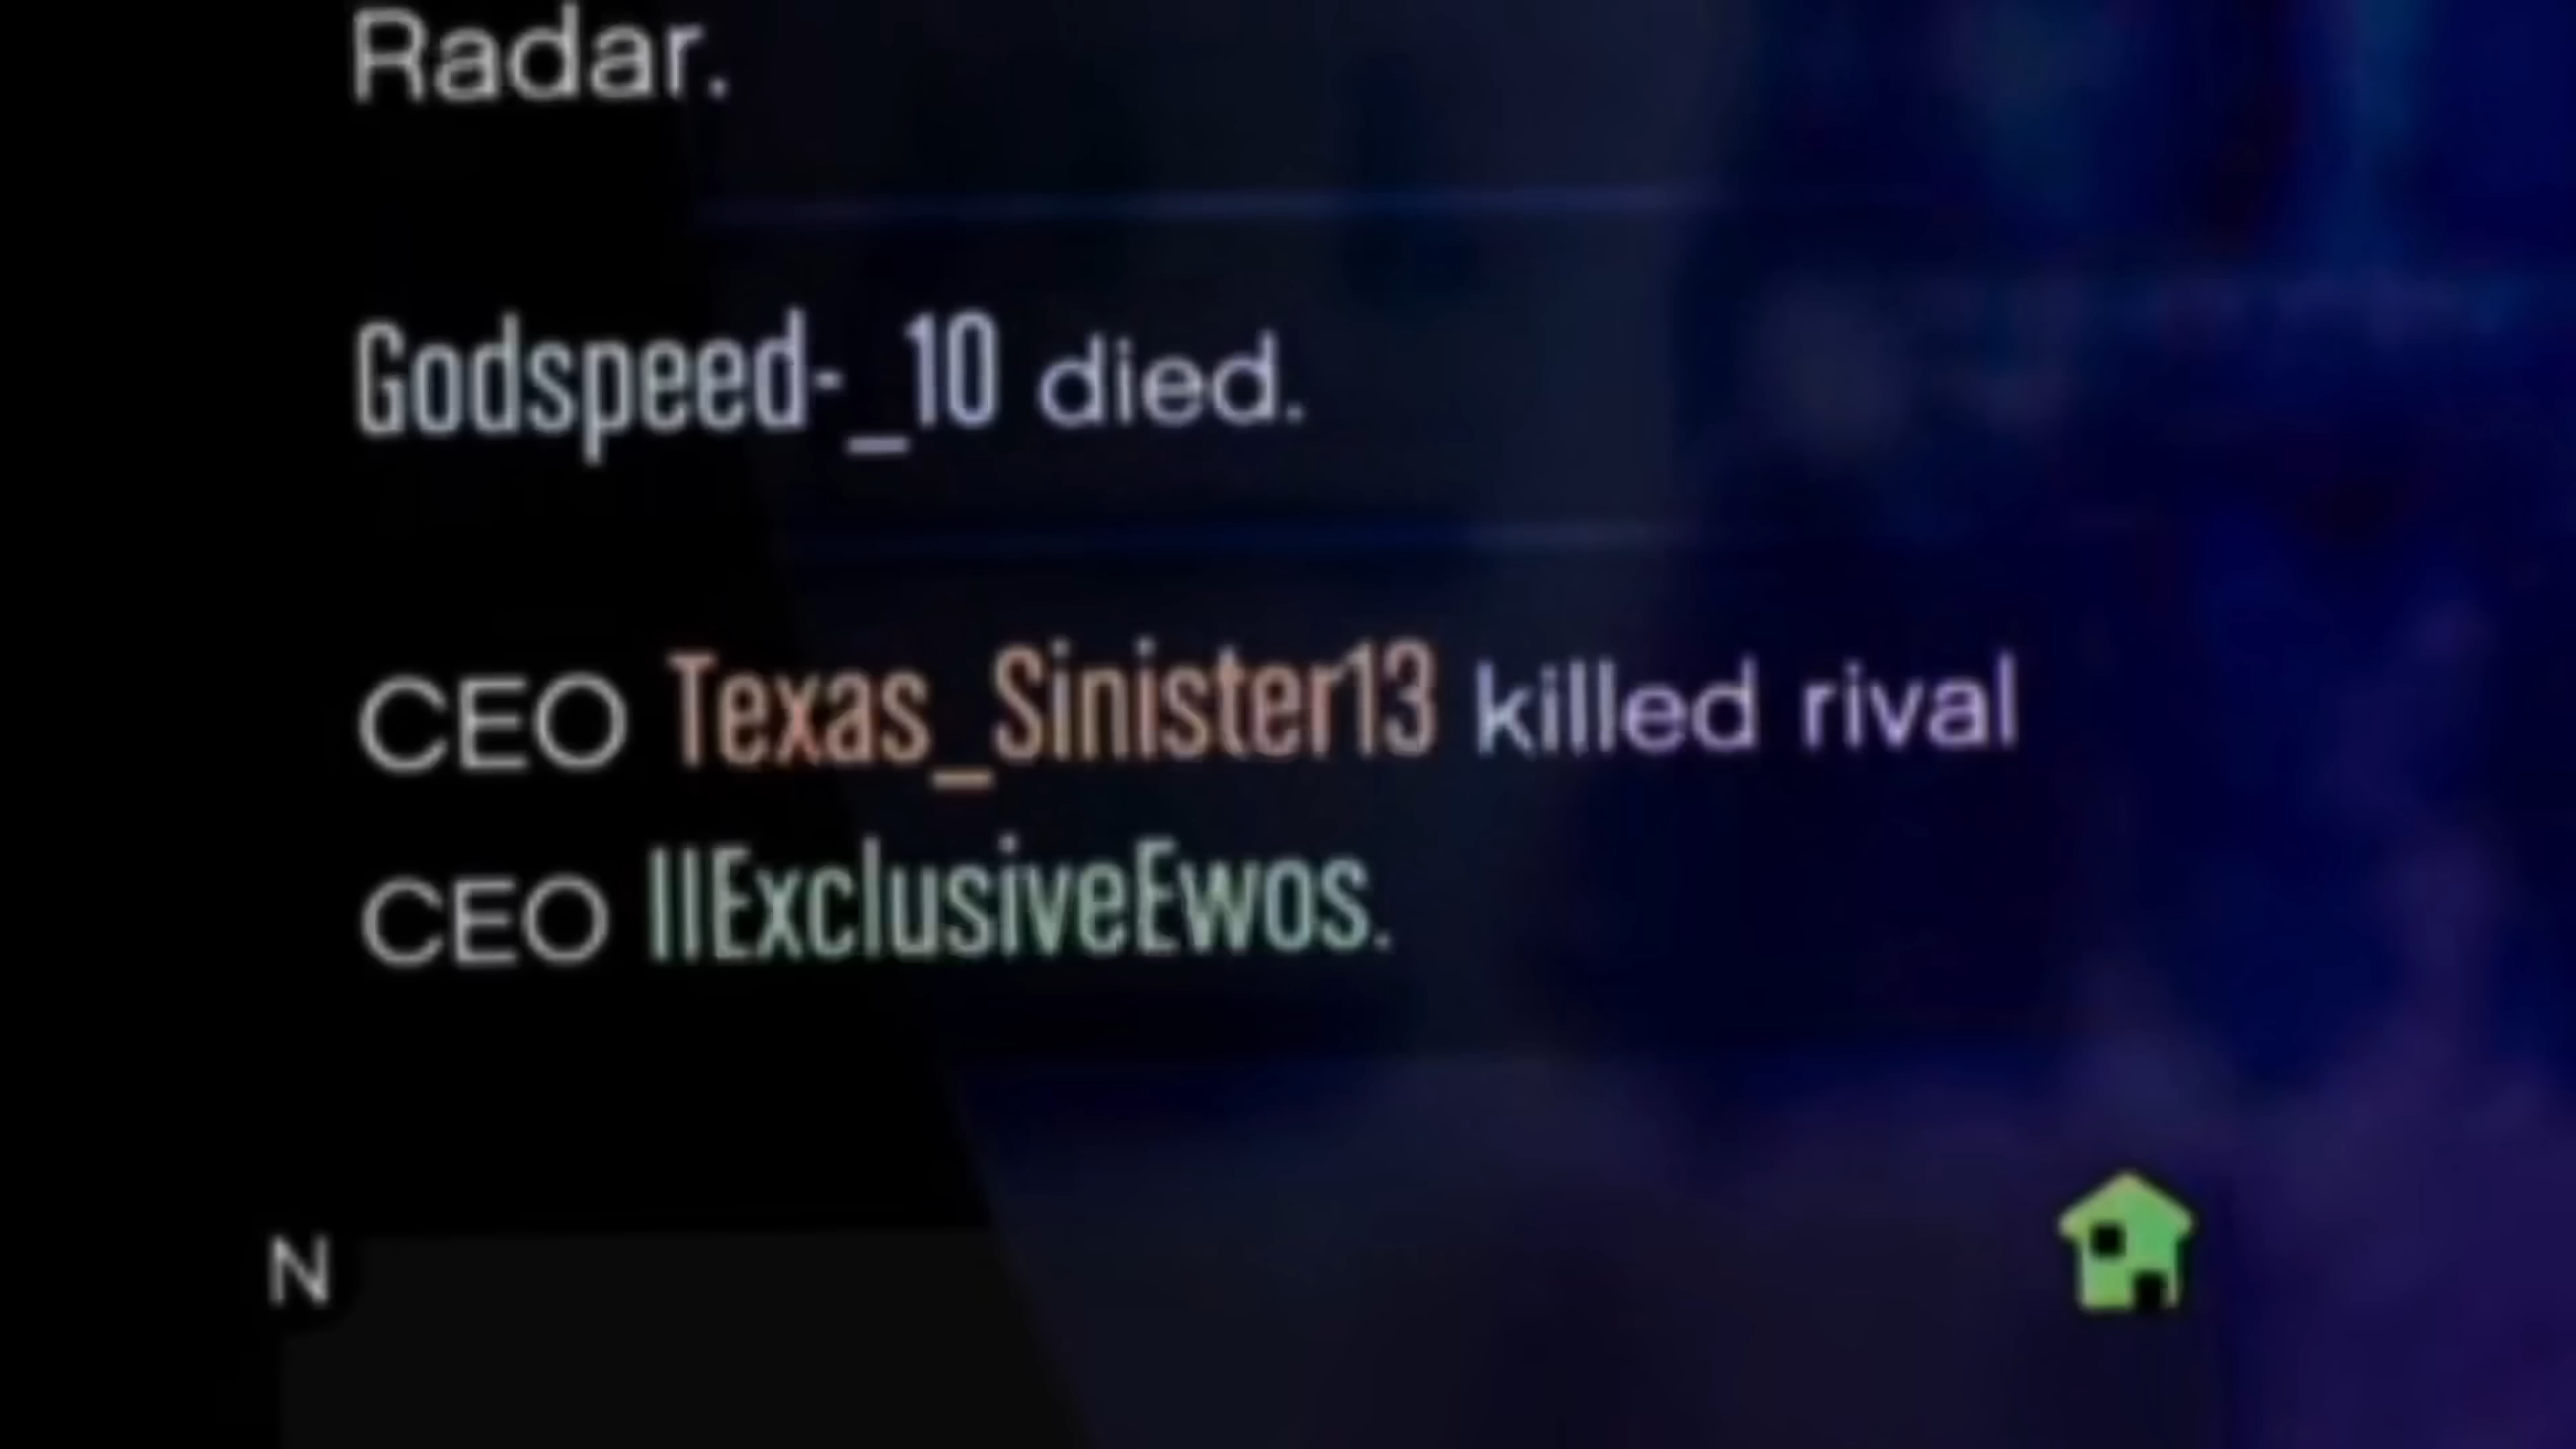 Radar.
Godspeed-_10 died.
CEO Texas_Sinister13 killed rival
CEO IIExclusiveEwos.
N